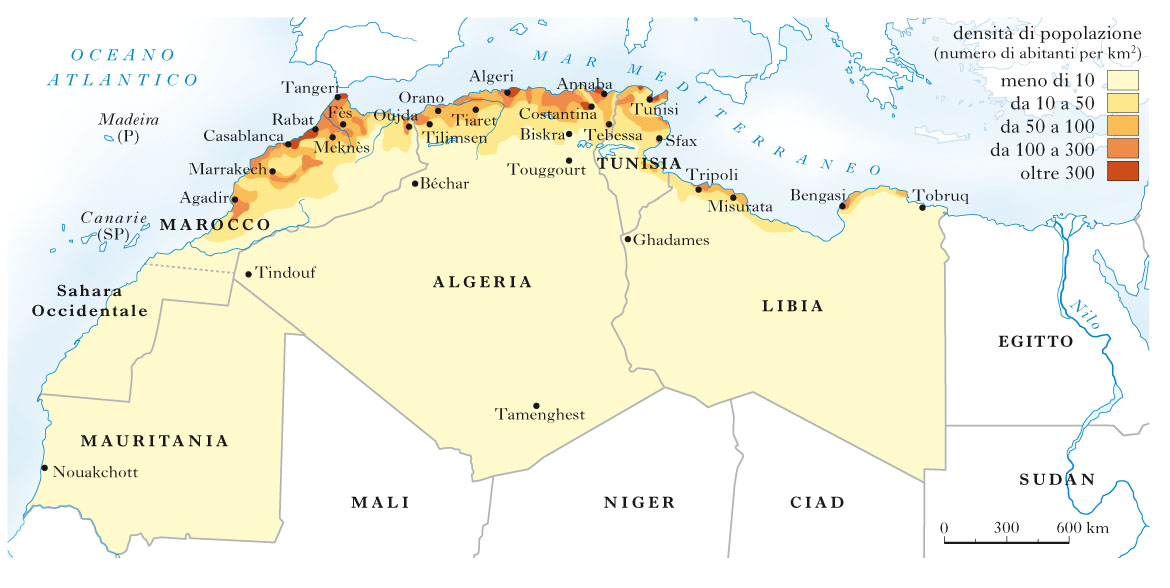 OCEANO
ATLANTICO
MAR MEDITERRANEO
densità di popolazione
(numero di abitanti per km²)
meno di 10
da 10 a 50
da 50 a 100
da 100 a 300
oltre 300
Madeira
(P)
Canarie
(SP)
Tangeri
Rabat
Fès
Casablanca
Meknès
Oujda
Orano
Algeri
Annaba
Tunisi
Tilimsen
Tiaret
Costantina
Biskra
Tebessa
Sfax
TUNISIA
Marrakech
Touggourt
Béchar
Tripoli
Misurata
Bengasi
Tobruq
Agadir
MAROCCO
Ghadames
Tindouf
ALGERIA
Sahara
Occidentale
LIBIA
Nilo
EGITTO
Tamenghest
MAURITANIA
Nouakchott
MALI
NIGER
CIAD
SUDAN
0 300 600 km